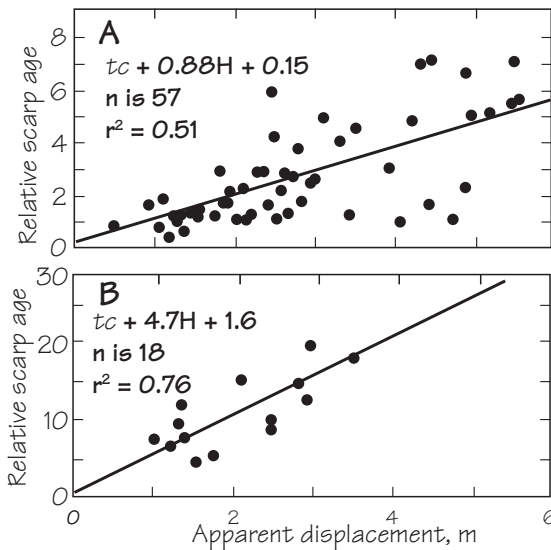 A
tc + 0.88H + 0.15
n is 57
r² = 0.51
Relative scarp age
8
6
4
2
0
B
tc + 4.7H + 1.6
n is 18
r² = 0.76
Relative scarp age
30
20
10
0
0 2 4 6
Apparent displacement, m